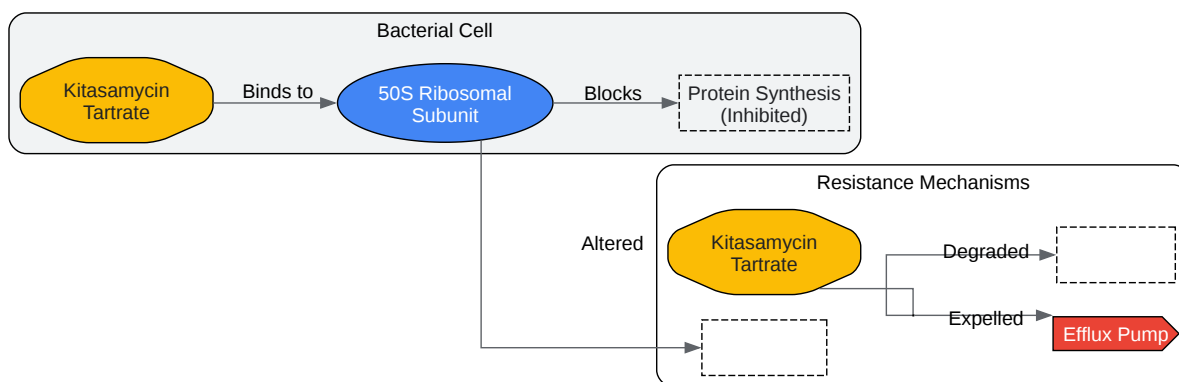 Bacterial Cell
Kitasamycin
Tartrate
Binds to
50S Ribosomal
Subunit
Blocks
Protein Synthesis
(Inhibited)
Resistance Mechanisms
Altered
Kitasamycin
Tartrate
Degraded
Expelled
Efflux Pump